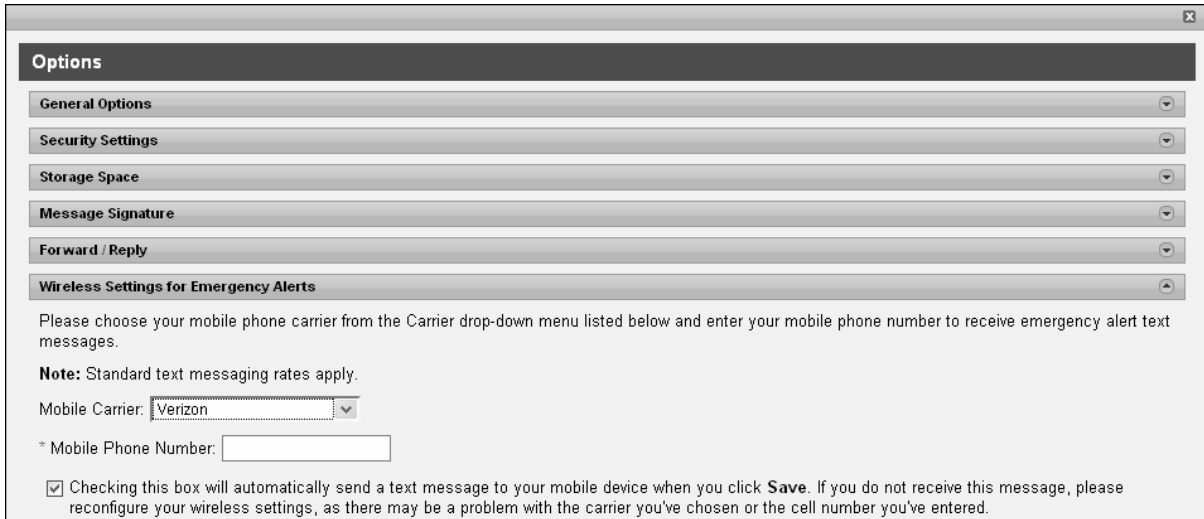 Options
General Options
Security Settings
Storage Space
Message Signature
Forward / Reply
Wireless Settings for Emergency Alerts
Please choose your mobile phone carrier from the Carrier drop-down menu listed below and enter your mobile phone number to receive emergency alert text
messages.
Note: Standard text messaging rates apply.
Mobile Carrier: Verizon
* Mobile Phone Number:
Checking this box will automatically send a text message to your mobile device when you click Save. If you do not receive this message, please
reconfigure your wireless settings, as there may be a problem with the carrier you've chosen or the cell number you've entered.